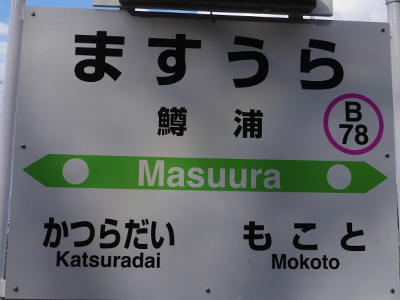 ますうら
鱒浦
B
78
Masuura
かつらだい もこと
Katsuradai Mokoto